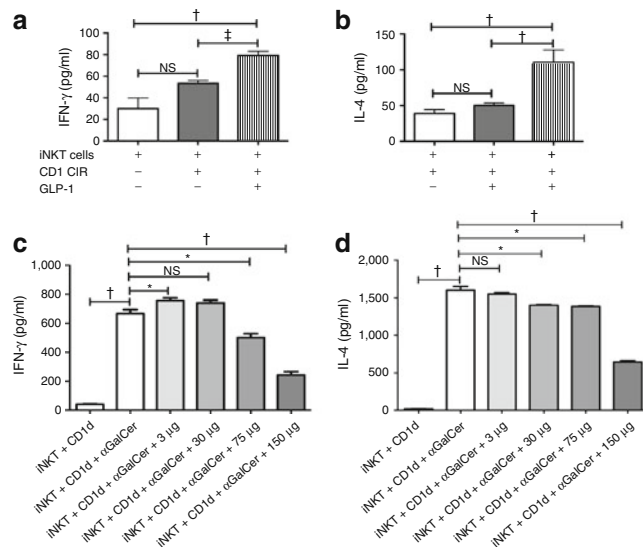 a
b
†
‡
NS
IFN-γ (pg/ml)
100
80
60
40
20
0
†
†
NS
IL-4 (pg/ml)
150
100
50
0
iNKT cells + + + + + +
CD1 CIR − + + + + +
GLP-1 − − + − + +
c
d
†
*
NS
†
*
IFN-γ (pg/ml)
1,000
800
600
400
200
0
†
*
*
†
NS
IL-4 (pg/ml)
2,000
1,500
1,000
500
0
iNKT + CD1d
iNKT + CD1d + αGalCer
iNKT + CD1d + αGalCer + 3 µg
iNKT + CD1d + αGalCer + 30 µg
iNKT + CD1d + αGalCer + 75 µg
iNKT + CD1d + αGalCer + 150 µg
iNKT + CD1d
iNKT + CD1d + αGalCer
iNKT + CD1d + αGalCer + 3 µg
iNKT + CD1d + αGalCer + 30 µg
iNKT + CD1d + αGalCer + 75 µg
iNKT + CD1d + αGalCer + 150 µg